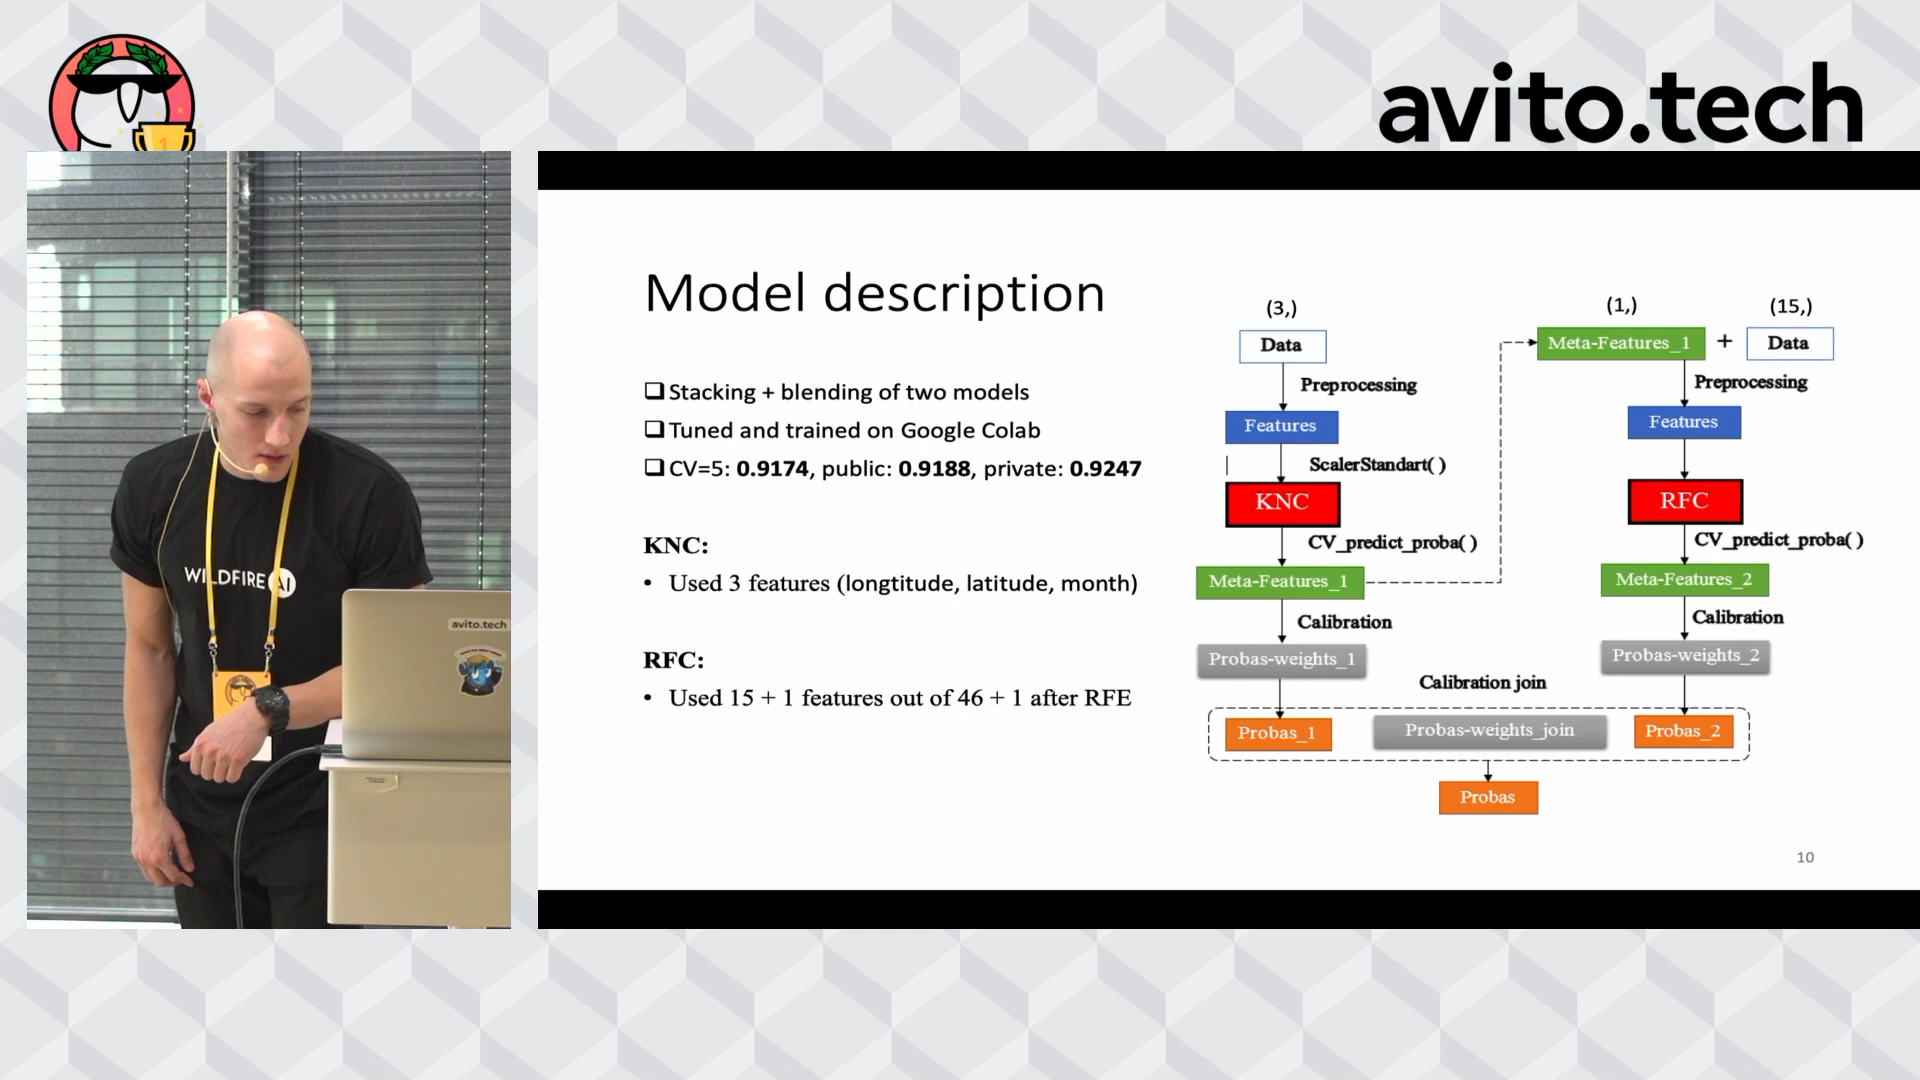 avito.tech
1
WILDFIRE AI
avito.tech
Model description
Stacking + blending of two models
Tuned and trained on Google Colab
CV=5: 0.9174, public: 0.9188, private: 0.9247
KNC:
• Used 3 features (longtitude, latitude, month)
RFC:
• Used 15 + 1 features out of 46 + 1 after RFE
(3,)
Data
Preprocessing
Features
ScalerStandart( )
KNC
CV_predict_proba( )
Meta-Features_1
Calibration
Probas-weights_1
(1,)
(15,)
Meta-Features_1 + Data
Preprocessing
Features
RFC
CV_predict_proba( )
Meta-Features_2
Calibration
Probas-weights_2
Calibration join
Probas_1
Probas-weights_join
Probas_2
Probas
10